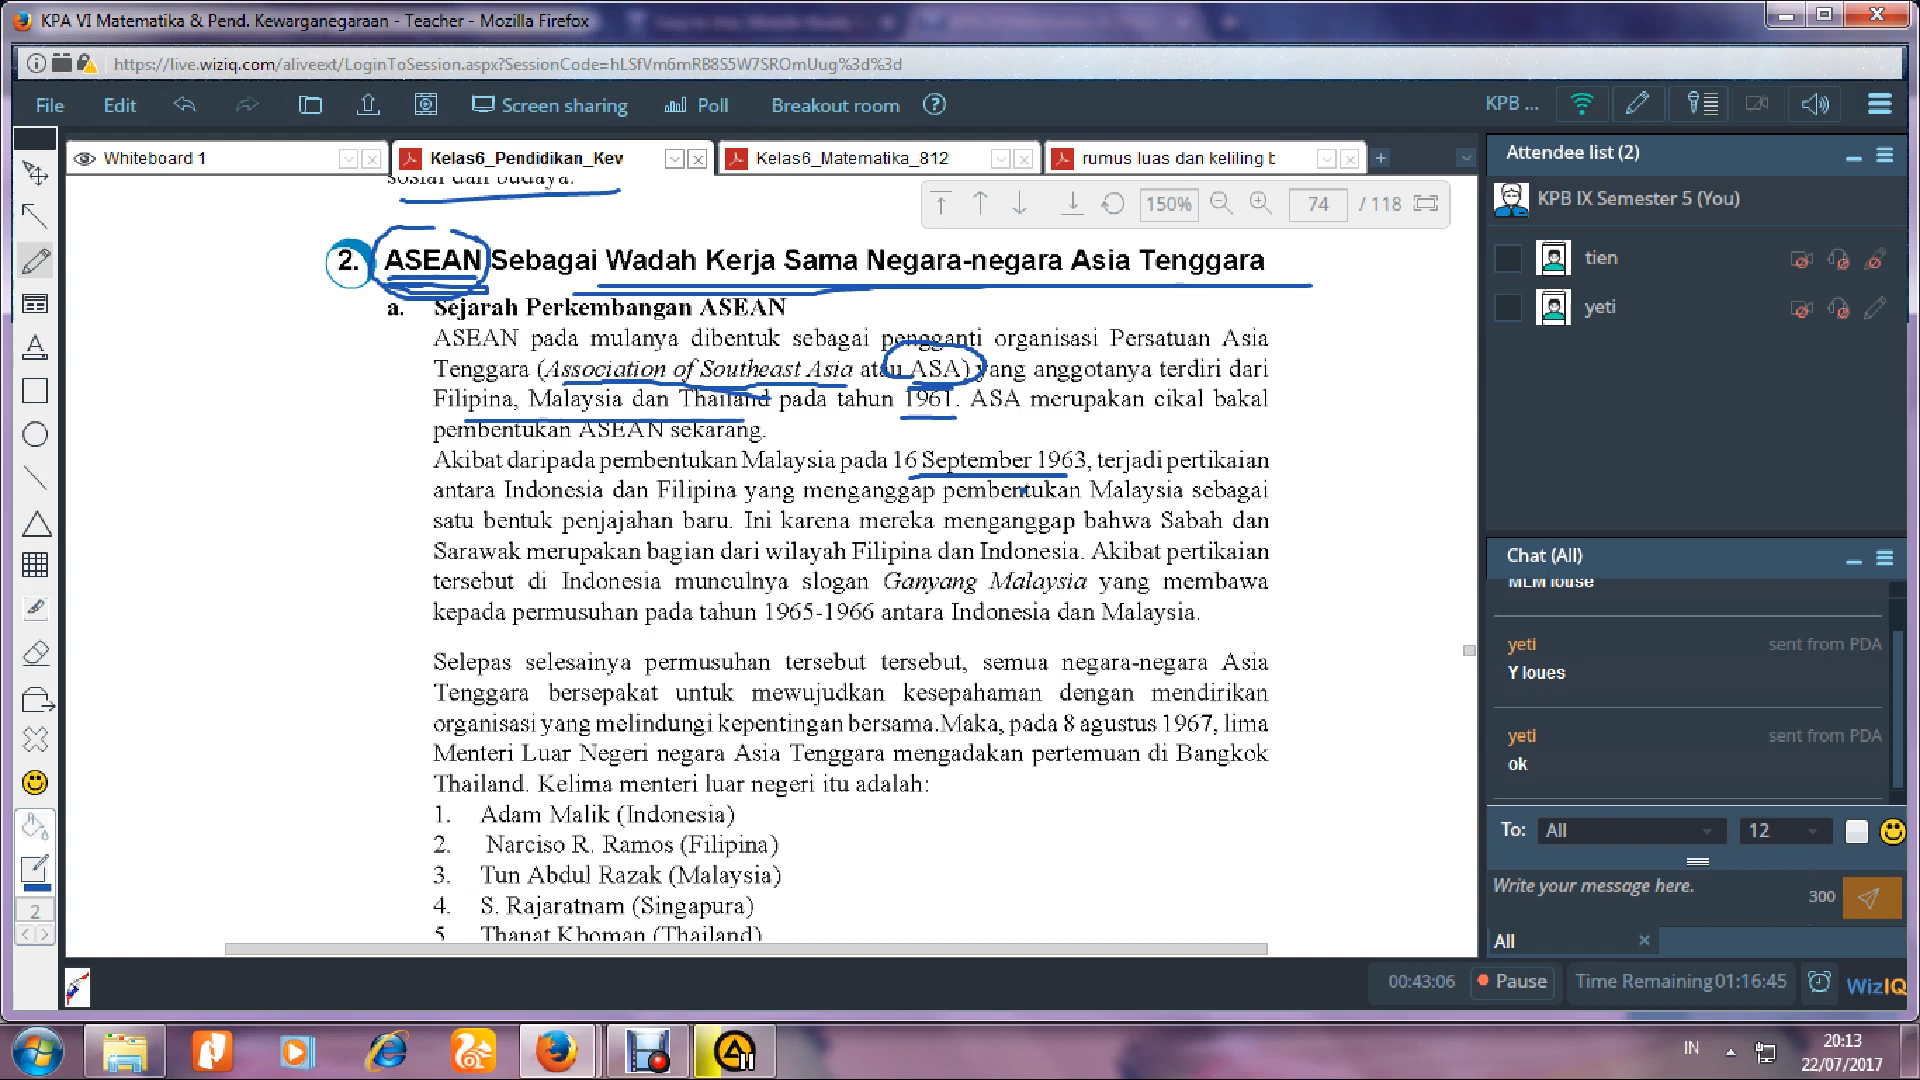 KPA VI Matematika & Pend. Kewarganegaraan - Teacher - Mozilla Firefox
https://live.wiziq.com/aliveext/LoginToSession.aspx?SessionCode=hLSfVm6mRB8S5W7SROmUug%3d%3d
File Edit Screen sharing Poll Breakout room KPB ...
Whiteboard 1 Kelas6_Pendidikan_Kew Kelas6_Matematika_812 rumus luas dan keliling b
150% 74 / 118
sosial dan budaya.
2. ASEAN Sebagai Wadah Kerja Sama Negara-negara Asia Tenggara
a. Sejarah Perkembangan ASEAN
ASEAN pada mulanya dibentuk sebagai pengganti organisasi Persatuan Asia
Tenggara (Association of Southeast Asia atau ASA) yang anggotanya terdiri dari
Filipina, Malaysia dan Thailand pada tahun 1961. ASA merupakan cikal bakal
pembentukan ASEAN sekarang.
Akibat daripada pembentukan Malaysia pada 16 September 1963, terjadi pertikaian
antara Indonesia dan Filipina yang menganggap pembentukan Malaysia sebagai
satu bentuk penjajahan baru. Ini karena mereka menganggap bahwa Sabah dan
Sarawak merupakan bagian dari wilayah Filipina dan Indonesia. Akibat pertikaian
tersebut di Indonesia munculnya slogan Ganyang Malaysia yang membawa
kepada permusuhan pada tahun 1965-1966 antara Indonesia dan Malaysia.
Selepas selesainya permusuhan tersebut tersebut, semua negara-negara Asia
Tenggara bersepakat untuk mewujudkan kesepahaman dengan mendirikan
organisasi yang melindungi kepentingan bersama.Maka, pada 8 agustus 1967, lima
Menteri Luar Negeri negara Asia Tenggara mengadakan pertemuan di Bangkok
Thailand. Kelima menteri luar negeri itu adalah:
1. Adam Malik (Indonesia)
2. Narciso R. Ramos (Filipina)
3. Tun Abdul Razak (Malaysia)
4. S. Rajaratnam (Singapura)
5. Thanat Khoman (Thailand)
2
Attendee list (2)
KPB IX Semester 5 (You)
tien
yeti
Chat (All)
MLM louse
yeti sent from PDA
Y loues
yeti sent from PDA
ok
To: All 12
Write your message here. 300
All
00:43:06 Pause Time Remaining 01:16:45 WizIQ
IN 20:13
22/07/2017